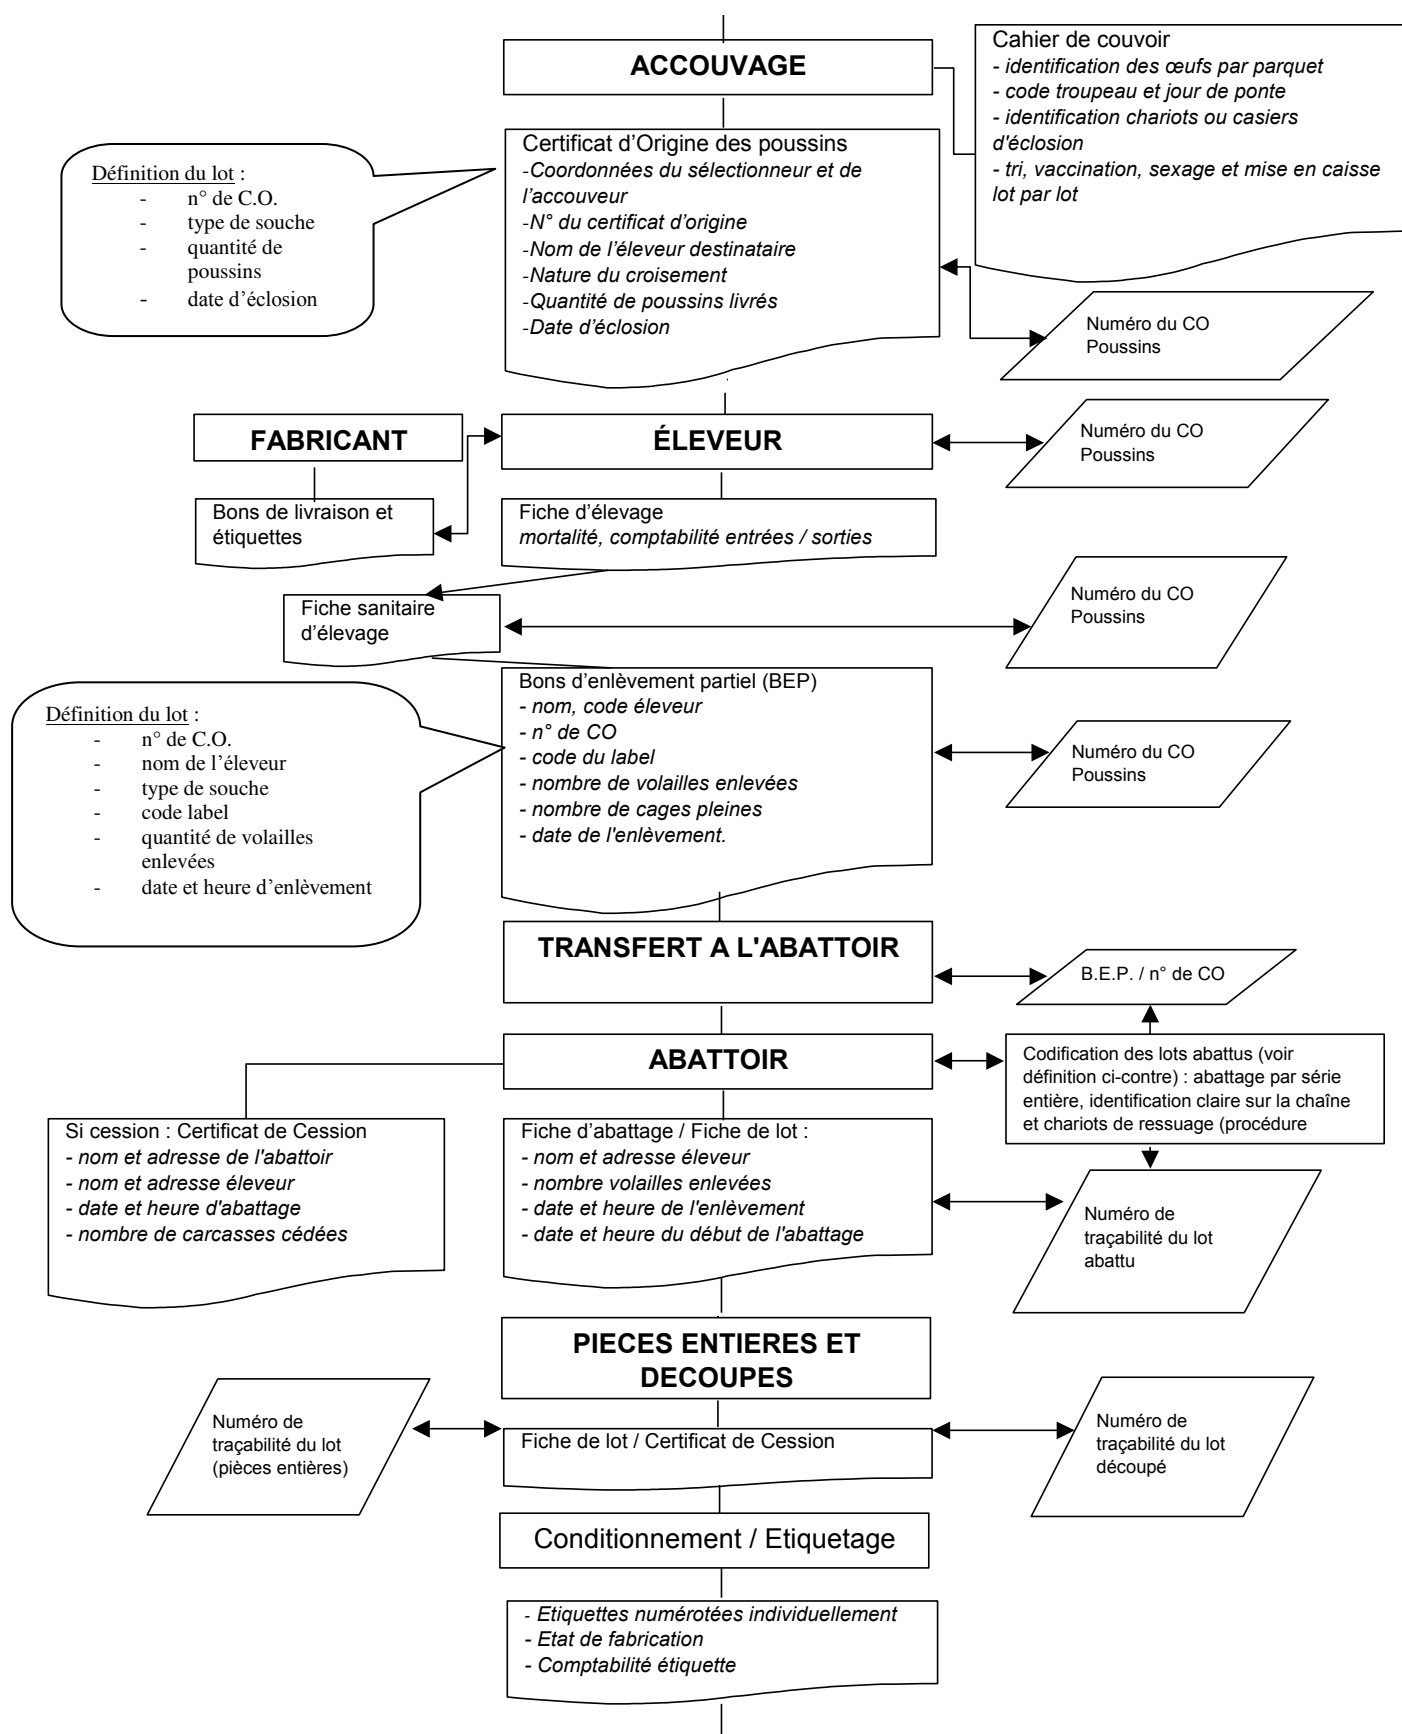 ACCOUVAGE
Cahier de couvoir
- identification des œufs par parquet
- code troupeau et jour de ponte
- identification chariots ou casiers
d'éclosion
- tri, vaccination, sexage et mise en caisse
lot par lot
Certificat d’Origine des poussins
-Coordonnées du sélectionneur et de
l’accouveur
-N° du certificat d’origine
-Nom de l’éleveur destinataire
-Nature du croisement
-Quantité de poussins livrés
-Date d’éclosion
Définition du lot :
- n° de C.O.
- type de souche
- quantité de
poussins
- date d’éclosion
Numéro du CO
Poussins
FABRICANT
ÉLEVEUR
Numéro du CO
Poussins
Bons de livraison et
étiquettes
Fiche d’élevage
mortalité, comptabilité entrées / sorties
Fiche sanitaire
d’élevage
Numéro du CO
Poussins
Bons d’enlèvement partiel (BEP)
- nom, code éleveur
- n° de CO
- code du label
- nombre de volailles enlevées
- nombre de cages pleines
- date de l'enlèvement.
Définition du lot :
- n° de C.O.
- nom de l’éleveur
- type de souche
- code label
- quantité de volailles
enlevées
- date et heure d’enlèvement
Numéro du CO
Poussins
TRANSFERT A L'ABATTOIR
B.E.P. / n° de CO
ABATTOIR
Codification des lots abattus (voir
définition ci-contre) : abattage par série
entière, identification claire sur la chaîne
et chariots de ressuage (procédure
Si cession : Certificat de Cession
- nom et adresse de l'abattoir
- nom et adresse éleveur
- date et heure d'abattage
- nombre de carcasses cédées
Fiche d’abattage / Fiche de lot :
- nom et adresse éleveur
- nombre volailles enlevées
- date et heure de l'enlèvement
- date et heure du début de l'abattage
Numéro de
traçabilité du lot
abattu
PIECES ENTIERES ET
DECOUPES
Numéro de
traçabilité du lot
(pièces entières)
Fiche de lot / Certificat de Cession
Numéro de
traçabilité du lot
découpé
Conditionnement / Etiquetage
- Etiquettes numérotées individuellement
- Etat de fabrication
- Comptabilité étiquette